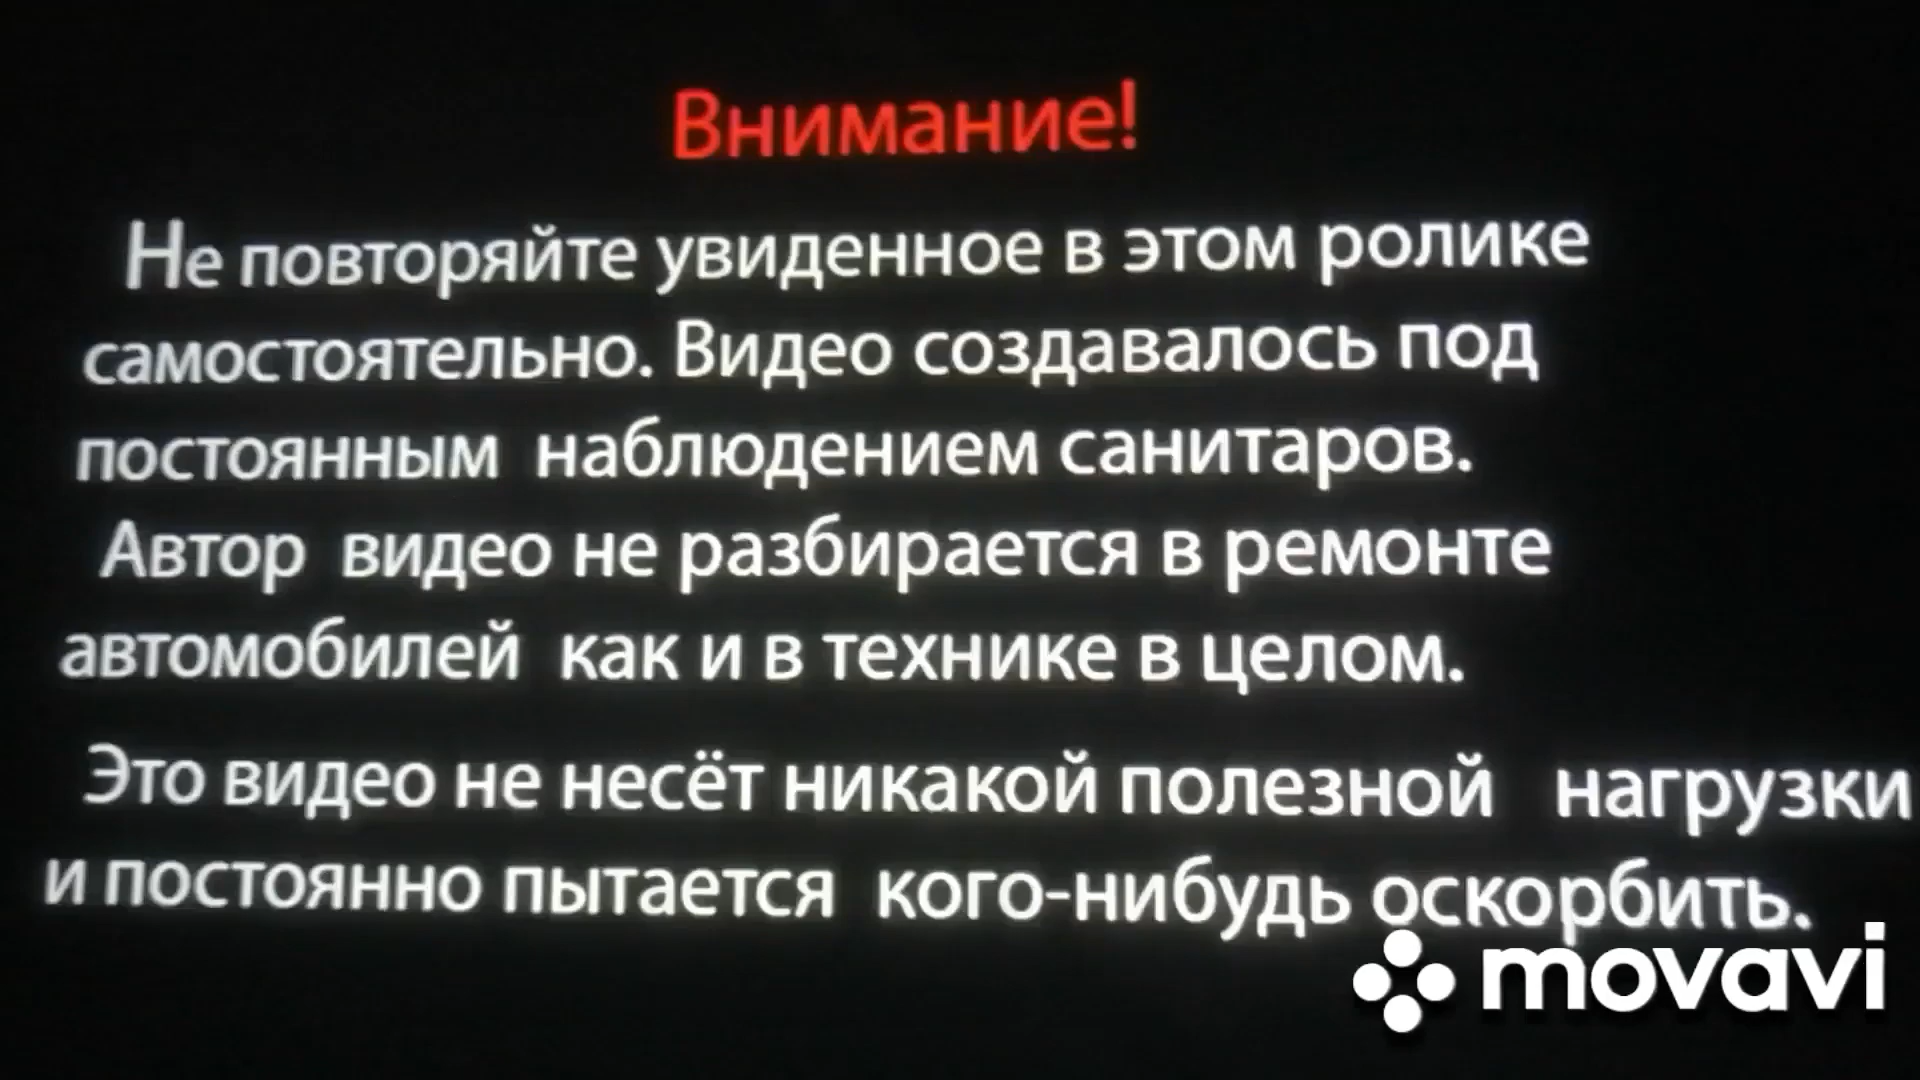 Внимание!
Не повторяйте увиденное в этом ролике
самостоятельно. Видео создавалось под
постоянным наблюдением санитаров.
Автор видео не разбирается в ремонте
автомобилей как и в технике в целом.
Это видео не несёт никакой полезной нагрузки
и постоянно пытается кого-нибудь оскорбить.
movavi